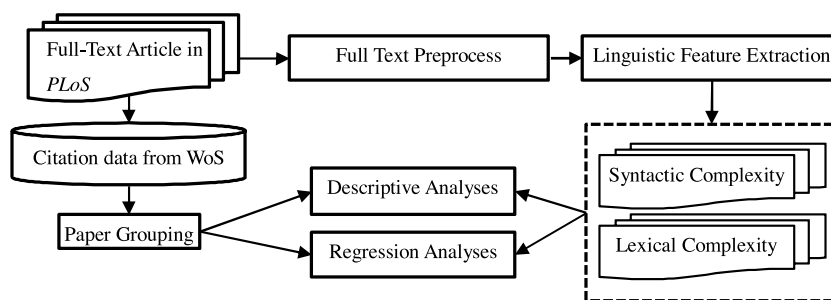 Full-Text Article in
PLoS
Full Text Preprocess
Linguistic Feature Extraction
Citation data from WoS
Paper Grouping
Descriptive Analyses
Regression Analyses
Syntactic Complexity
Lexical Complexity